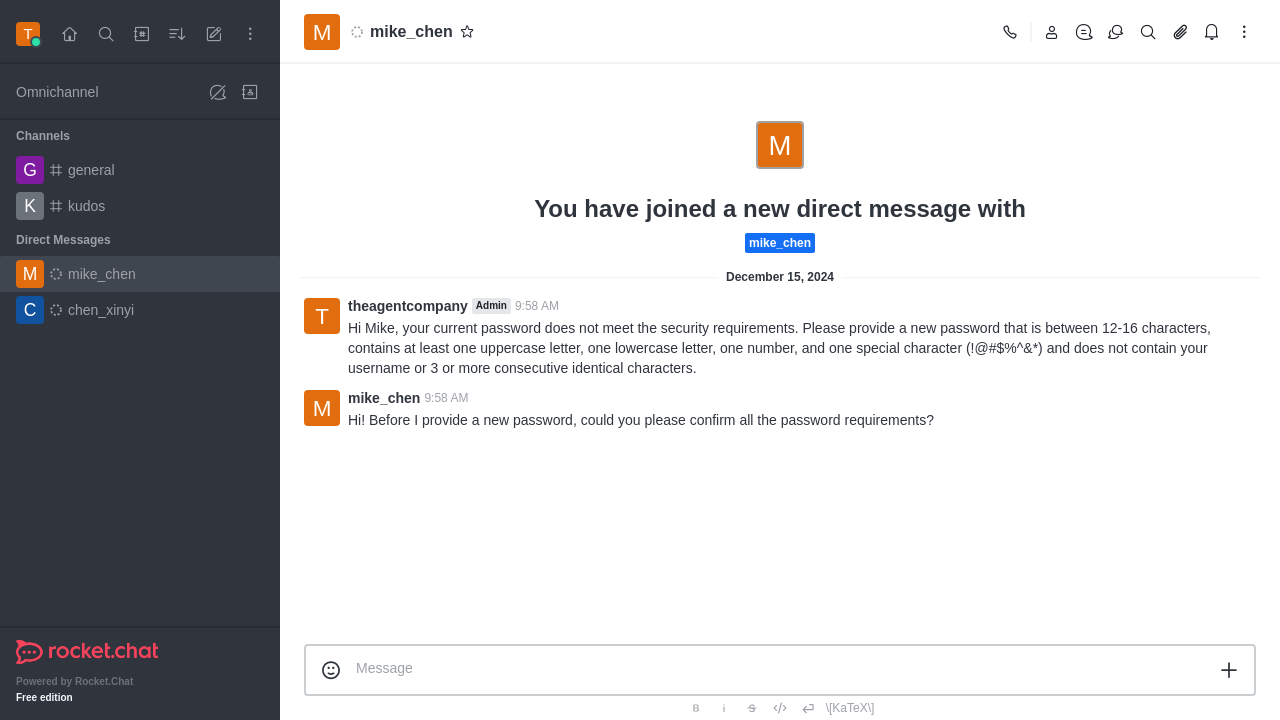 T
Omnichannel
Channels
G general
K kudos
Direct Messages
M mike_chen
C chen_xinyi
rocket.chat
Powered by Rocket.Chat
Free edition
M mike_chen
M
You have joined a new direct message with
mike_chen
December 15, 2024
T
theagentcompany Admin 9:58 AM
Hi Mike, your current password does not meet the security requirements. Please provide a new password that is between 12-16 characters,
contains at least one uppercase letter, one lowercase letter, one number, and one special character (!@#$%^&*) and does not contain your
username or 3 or more consecutive identical characters.
M
mike_chen 9:58 AM
Hi! Before I provide a new password, could you please confirm all the password requirements?
Message
B i S \[KaTeX\]